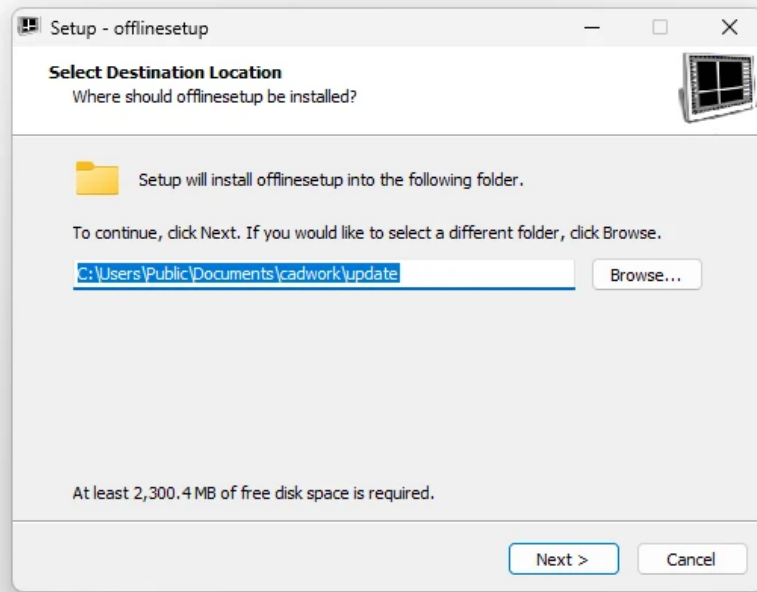 Setup - offlinesetup
Select Destination Location
Where should offlinesetup be installed?
Setup will install offlinesetup into the following folder.
To continue, click Next. If you would like to select a different folder, click Browse.
C:\Users\Public\Documents\cadwork\update
Browse...
At least 2,300.4 MB of free disk space is required.
Next >
Cancel